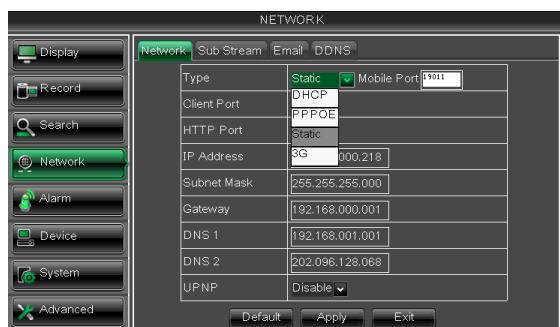 NETWORK
Display
Record
Search
Network
Alarm
Device
System
Advanced
Network Sub Stream Email DDNS
Type Static Mobile Port 19011
DHCP
PPPOE
Static
3G
Client Port
HTTP Port
IP Address 000.218
Subnet Mask 255.255.255.000
Gateway 192.168.000.001
DNS 1 192.168.001.001
DNS 2 202.096.128.068
UPNP Disable
Default Apply Exit